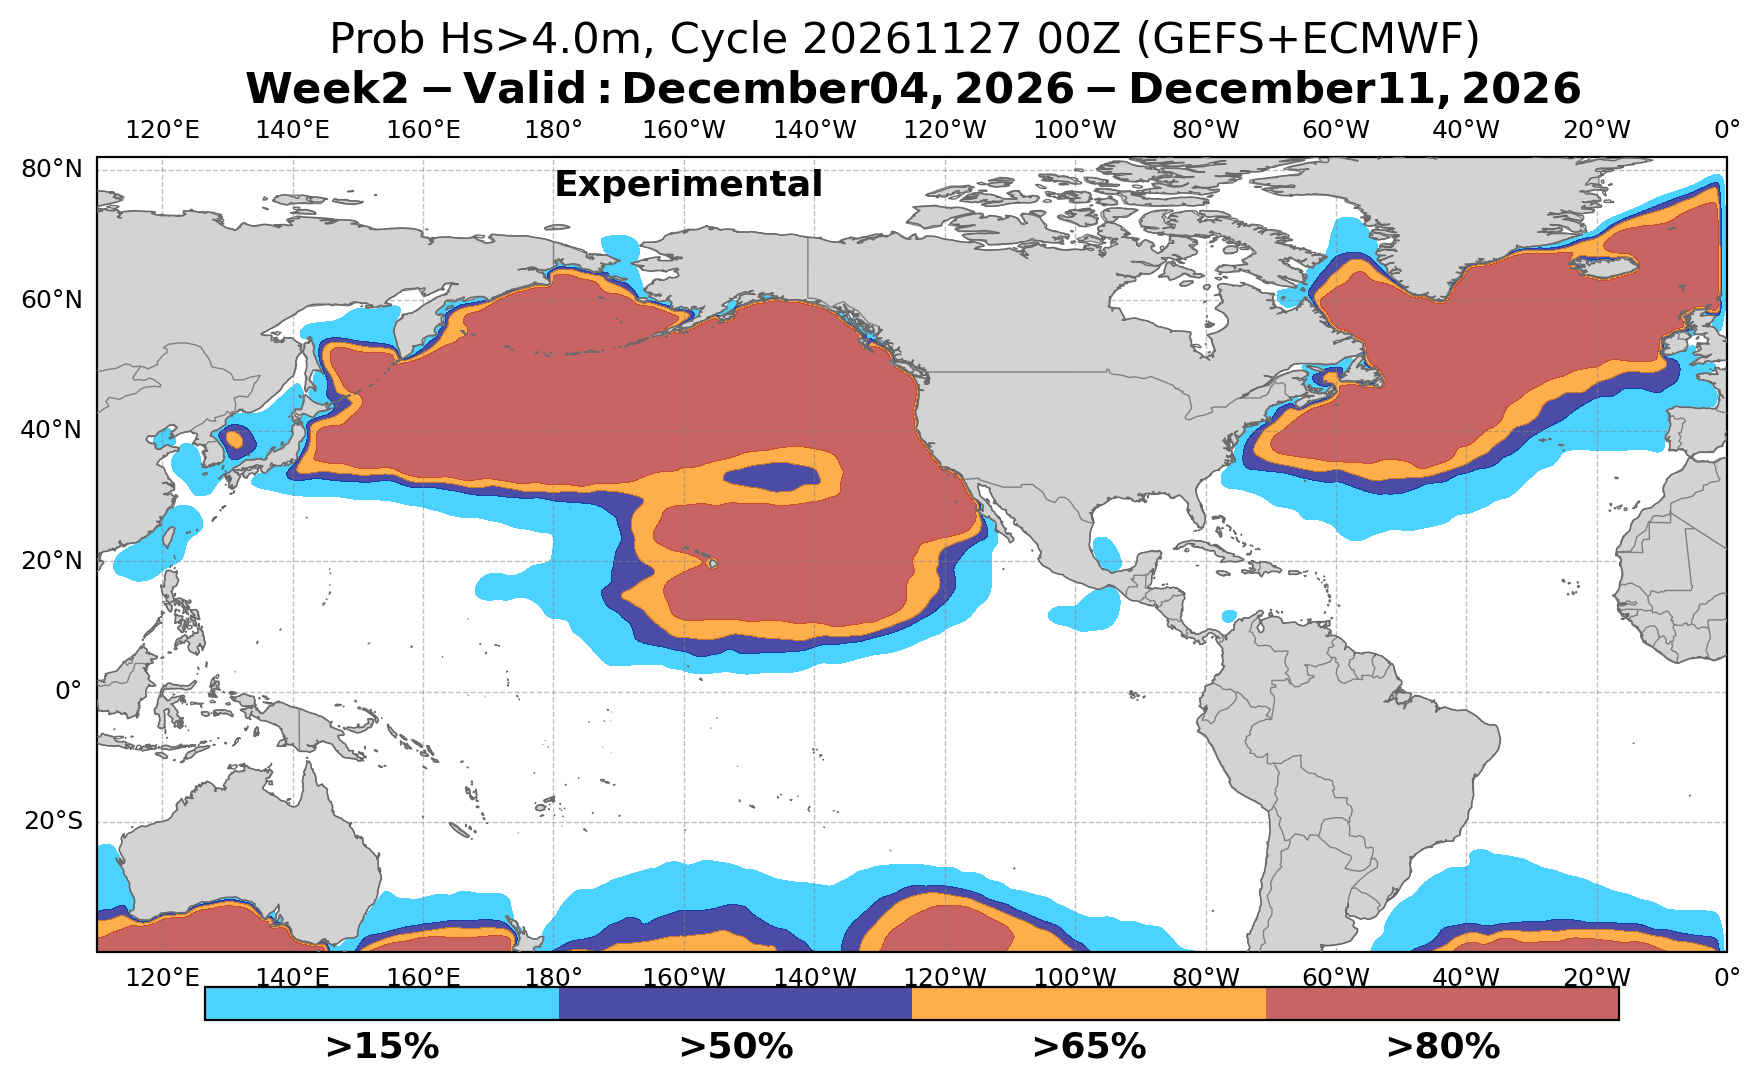 Prob Hs>4.0m, Cycle 20261127 00Z (GEFS+ECMWF)
Week2 − Valid : December04, 2026 − December11, 2026
120°E 140°E 160°E 180° 160°W 140°W 120°W 100°W 80°W 60°W 40°W 20°W 0°
80°N
Experimental
60°N
40°N
20°N
0°
20°S
120°E 140°E 160°E 180° 160°W 140°W 120°W 100°W 80°W 60°W 40°W 20°W 0°
>15% >50% >65% >80%